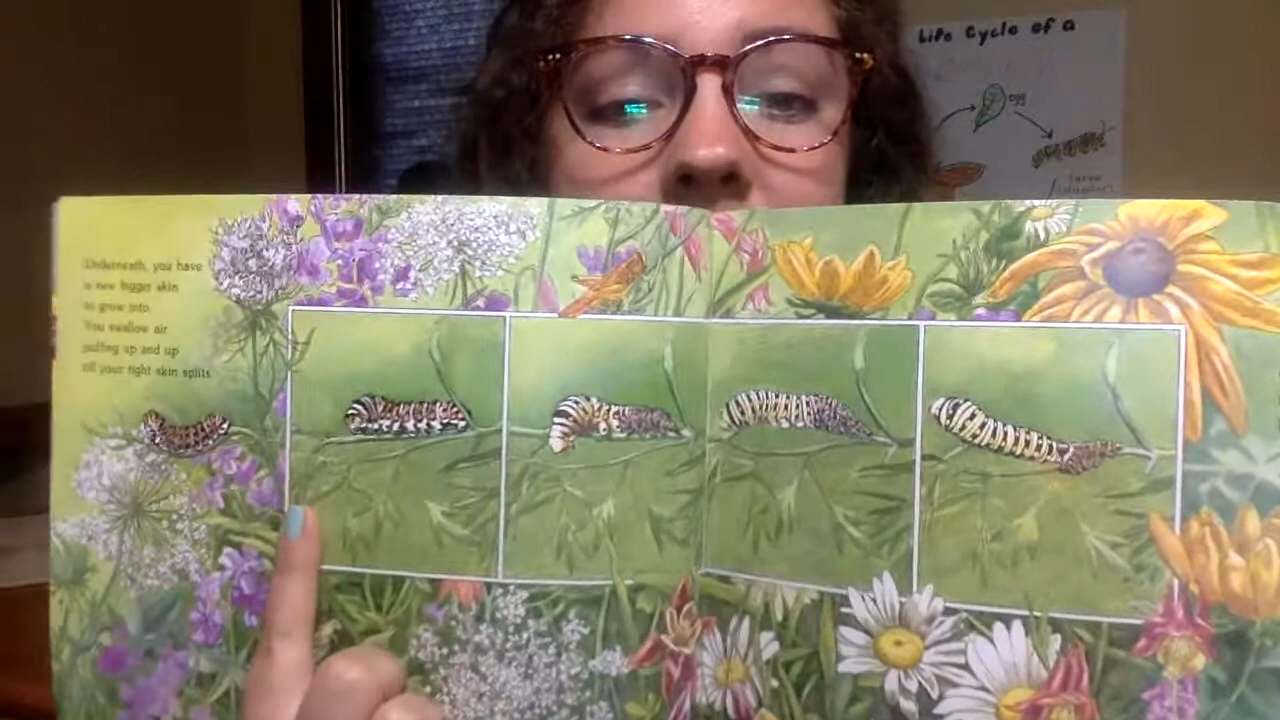 Life Cycle of a
egg
larva
Underneath, you have
a new bigger skin
to grow into.
You swallow air
puffing up and up
till your tight skin splits.